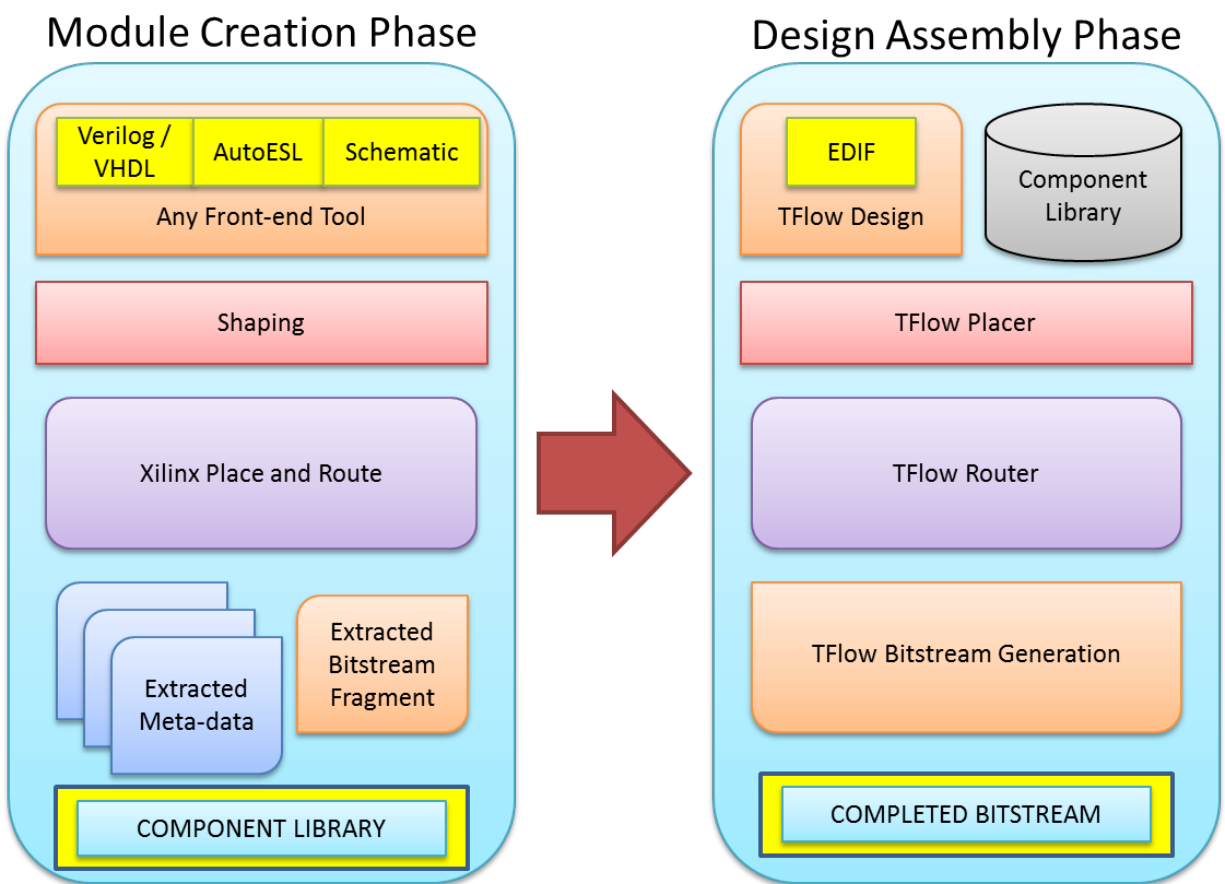 Module Creation Phase
Verilog /
VHDL
AutoESL
Schematic
Any Front-end Tool
Shaping
Xilinx Place and Route
Extracted
Meta-data
Extracted
Bitstream
Fragment
COMPONENT LIBRARY
Design Assembly Phase
EDIF
TFlow Design
Component
Library
TFlow Placer
TFlow Router
TFlow Bitstream Generation
COMPLETED BITSTREAM